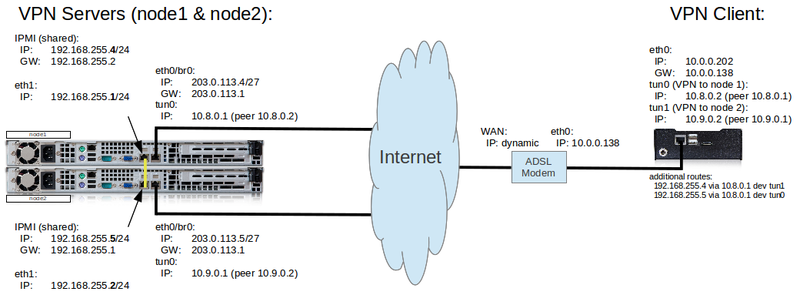 VPN Servers (node1 & node2):
IPMI (shared):
IP: 192.168.255.4/24
GW: 192.168.255.2
eth1:
IP: 192.168.255.1/24
eth0/br0:
IP: 203.0.113.4/27
GW: 203.0.113.1
tun0:
IP: 10.8.0.1 (peer 10.8.0.2)
node1
node2
IPMI (shared):
IP: 192.168.255.5/24
GW: 192.168.255.1
eth1:
IP: 192.168.255.2/24
eth0/br0:
IP: 203.0.113.5/27
GW: 203.0.113.1
tun0:
IP: 10.9.0.1 (peer 10.9.0.2)
Internet
WAN:
IP: dynamic
eth0:
IP: 10.0.0.138
ADSL
Modem
VPN Client:
eth0:
IP: 10.0.0.202
GW: 10.0.0.138
tun0 (VPN to node 1):
IP: 10.8.0.2 (peer 10.8.0.1)
tun1 (VPN to node 2):
IP: 10.9.0.2 (peer 10.9.0.1)
additional routes:
192.168.255.4 via 10.8.0.1 dev tun1
192.168.255.5 via 10.8.0.1 dev tun0